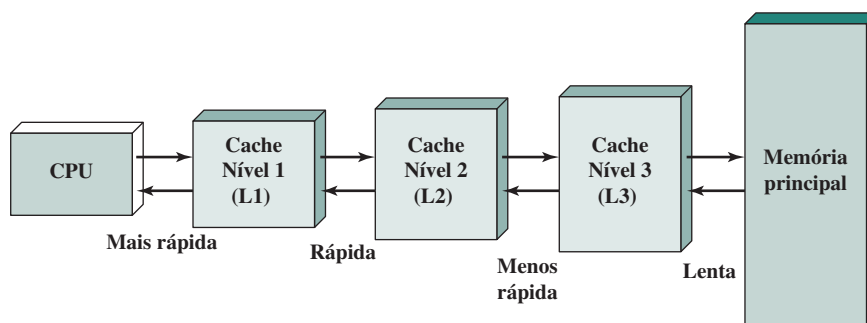 CPU
Cache
Nível 1
(L1)
Cache
Nível 2
(L2)
Cache
Nível 3
(L3)
Memória
principal
Mais rápida
Rápida
Menos
rápida
Lenta